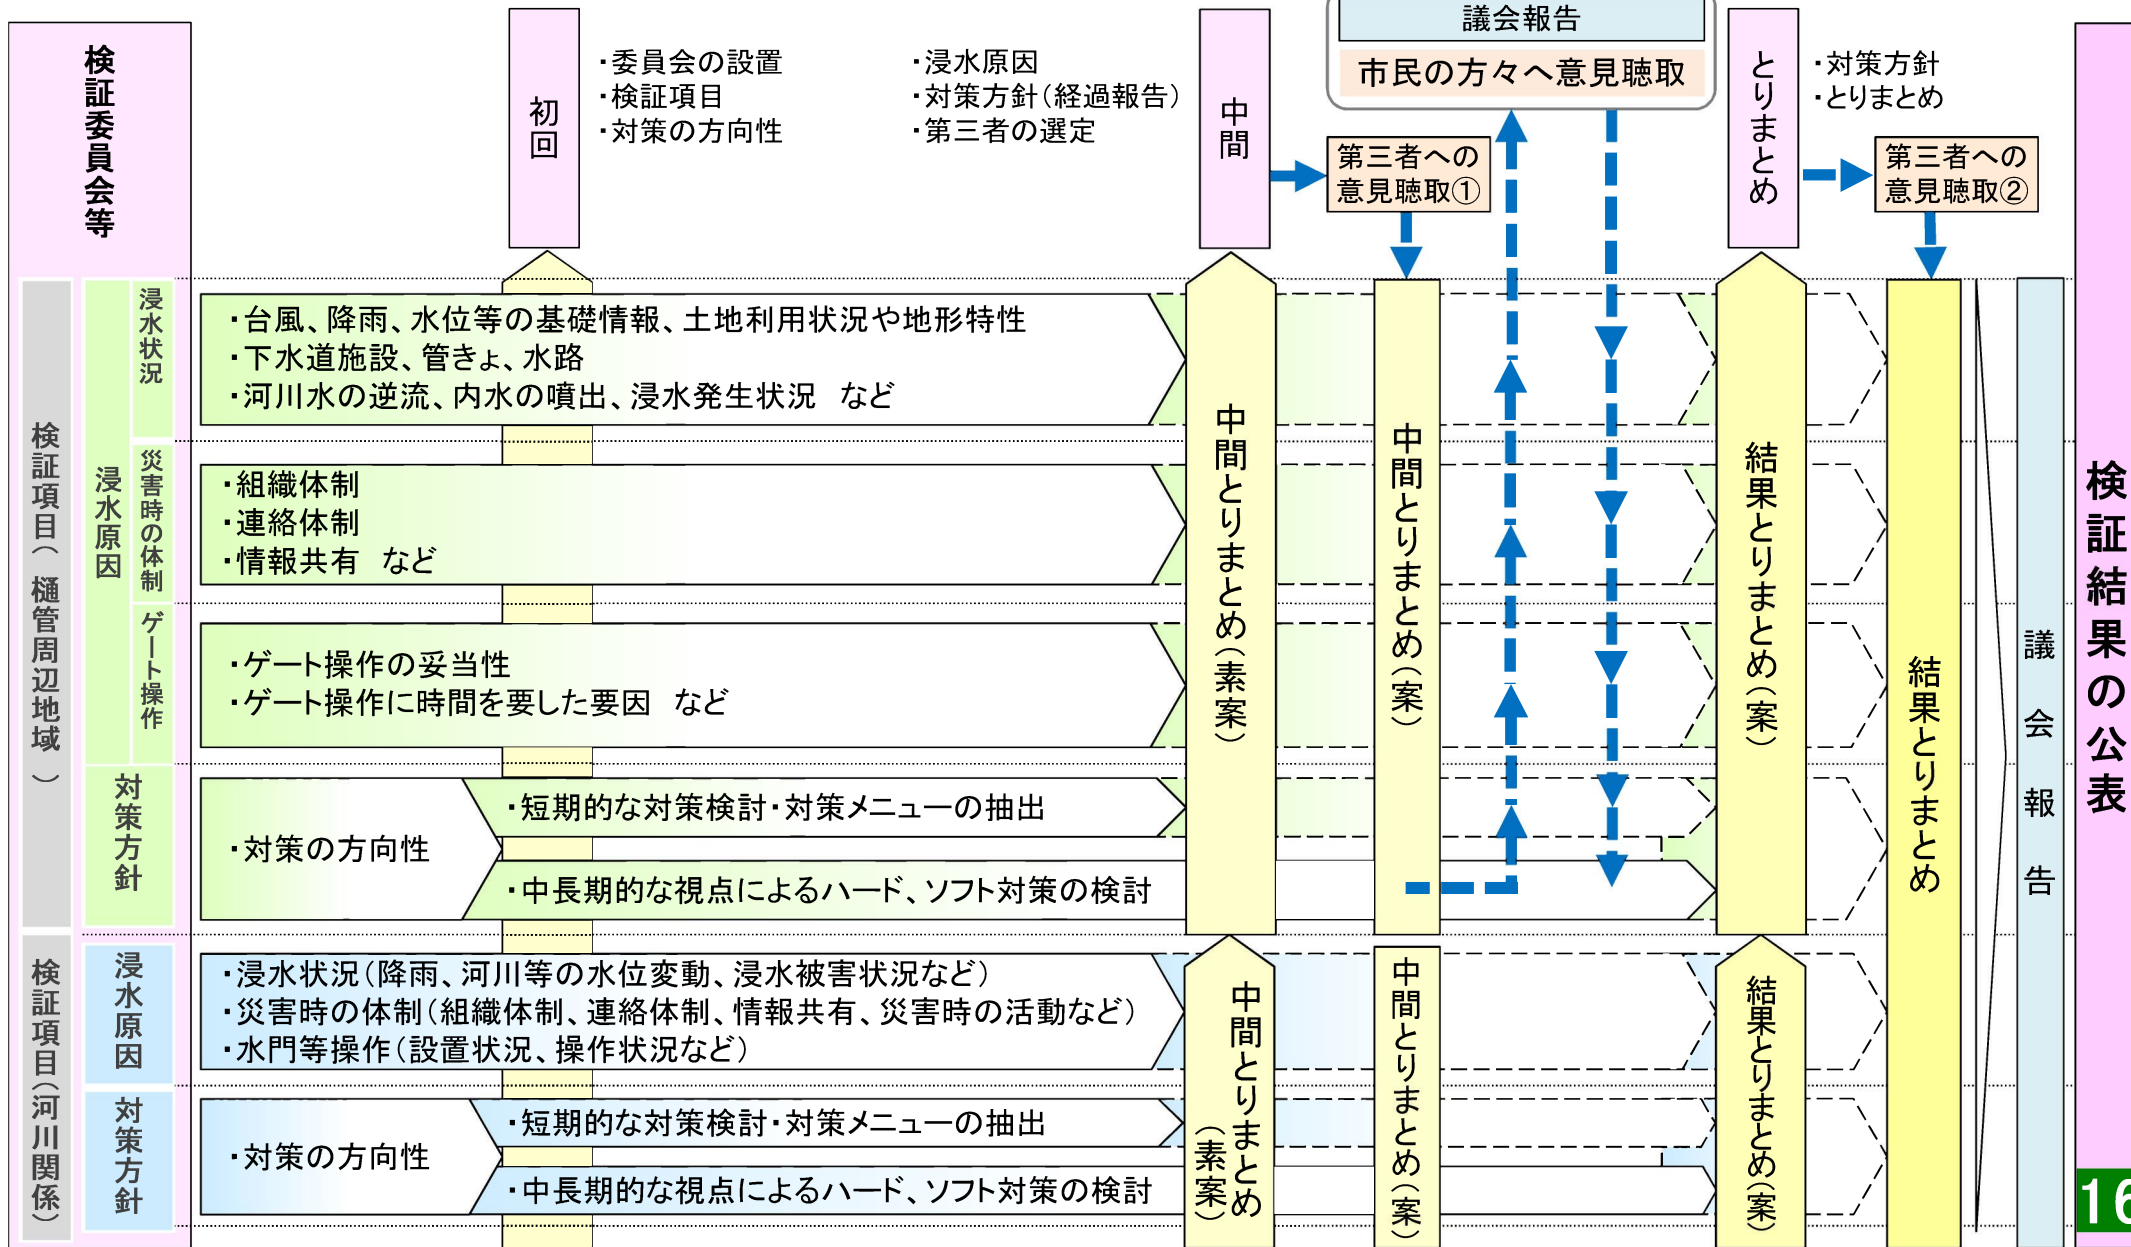 検証委員会等
初回
・委員会の設置
・検証項目
・対策の方向性
・浸水原因
・対策方針（経過報告）
・第三者の選定
中間
議会報告
市民の方々へ意見聴取
第三者への
意見聴取①
とりまとめ
・対策方針
・とりまとめ
第三者への
意見聴取②
検証項目（樋管周辺地域）
浸水原因
浸水状況
・台風、降雨、水位等の基礎情報、土地利用状況や地形特性
・下水道施設、管きょ、水路
・河川水の逆流、内水の噴出、浸水発生状況　など
災害時の体制
・組織体制
・連絡体制
・情報共有　など
ゲート操作
・ゲート操作の妥当性
・ゲート操作に時間を要した要因　など
対策方針
・対策の方向性
・短期的な対策検討・対策メニューの抽出
・中長期的な視点によるハード、ソフト対策の検討
中間とりまとめ（素案）
中間とりまとめ（案）
結果とりまとめ（案）
結果とりまとめ
議会報告
検証結果の公表
検証項目（河川関係）
浸水原因
・浸水状況（降雨、河川等の水位変動、浸水被害状況など）
・災害時の体制（組織体制、連絡体制、情報共有、災害時の活動など）
・水門等操作（設置状況、操作状況など）
対策方針
・対策の方向性
・短期的な対策検討・対策メニューの抽出
・中長期的な視点によるハード、ソフト対策の検討
中間とりまとめ
（素案）
中間とりまとめ（案）
結果とりまとめ（案）
16